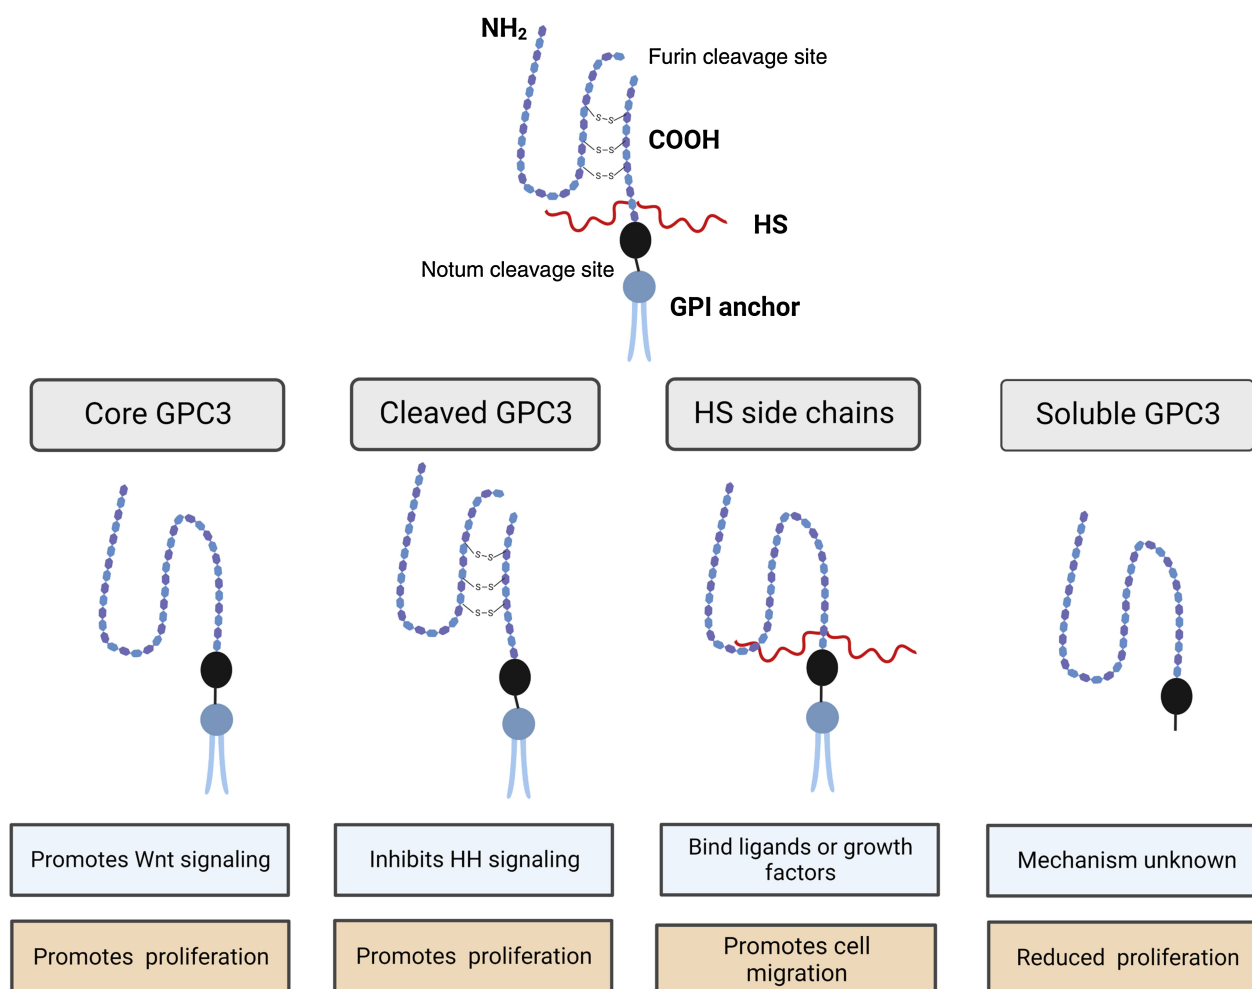 NH₂
Furin cleavage site
S-S
COOH
S-S
S-S
HS
Notum cleavage site
GPI anchor
Core GPC3
Cleaved GPC3
HS side chains
Soluble GPC3
S-S
S-S
S-S
Promotes Wnt signaling
Inhibits HH signaling
Bind ligands or growth
factors
Mechanism unknown
Promotes proliferation
Promotes proliferation
Promotes cell
migration
Reduced proliferation